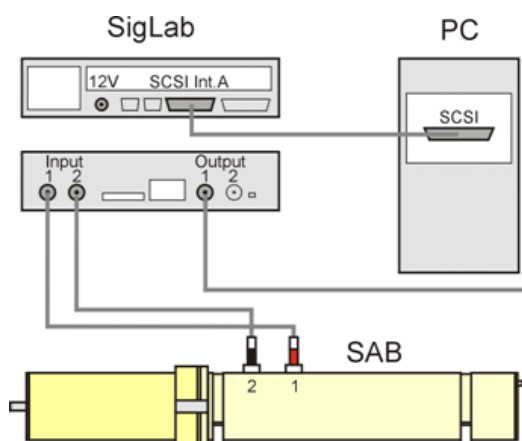 SigLab
PC
12V SCSI Int.A
SCSI
Input
Output
1 2
1 2
SAB
2 1